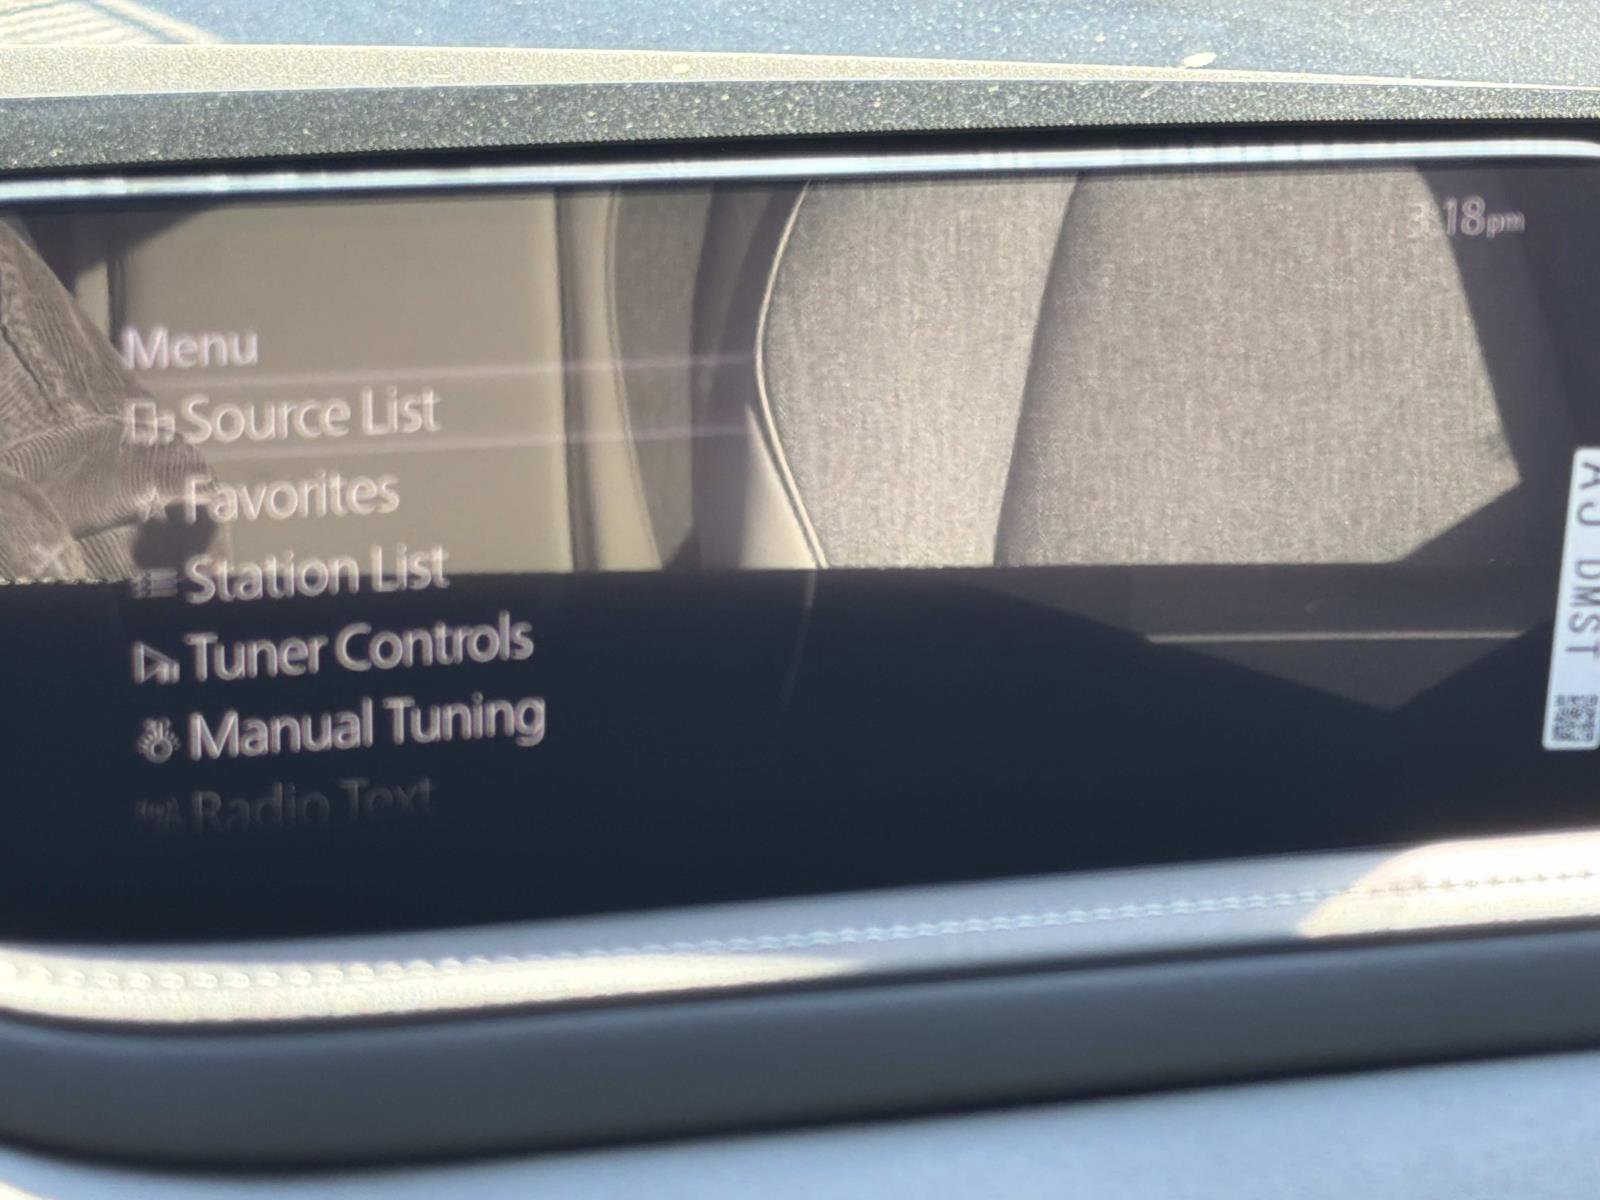 3:18pm
Menu
Source List
Favorites
Station List
Tuner Controls
Manual Tuning
Radio Text
AJ DMST